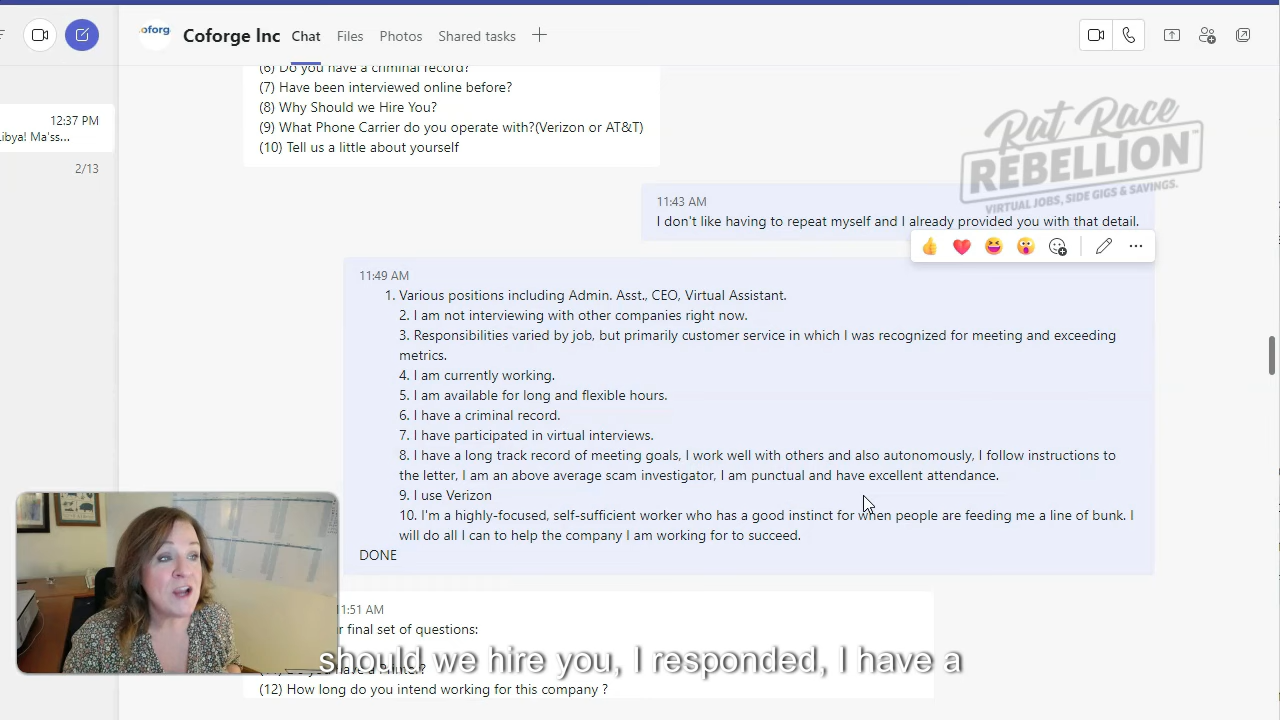 oforg
Coforge Inc
Chat
Files
Photos
Shared tasks
12:37 PM
ibya! Ma'ss...
2/13
(6) Do you have a criminal record?
(7) Have been interviewed online before?
(8) Why Should we Hire You?
(9) What Phone Carrier do you operate with?(Verizon or AT&T)
(10) Tell us a little about yourself
Rat Race
REBELLION™
VIRTUAL JOBS, SIDE GIGS & SAVINGS.
11:43 AM
I don't like having to repeat myself and I already provided you with that detail.
11:49 AM
1. Various positions including Admin. Asst., CEO, Virtual Assistant.
2. I am not interviewing with other companies right now.
3. Responsibilities varied by job, but primarily customer service in which I was recognized for meeting and exceeding
metrics.
4. I am currently working.
5. I am available for long and flexible hours.
6. I have a criminal record.
7. I have participated in virtual interviews.
8. I have a long track record of meeting goals, I work well with others and also autonomously, I follow instructions to
the letter, I am an above average scam investigator, I am punctual and have excellent attendance.
9. I use Verizon
10. I'm a highly-focused, self-sufficient worker who has a good instinct for when people are feeding me a line of bunk. I
will do all I can to help the company I am working for to succeed.
DONE
11:51 AM
r final set of questions:
should we hire you, I responded, I have a
(12) How long do you intend working for this company ?